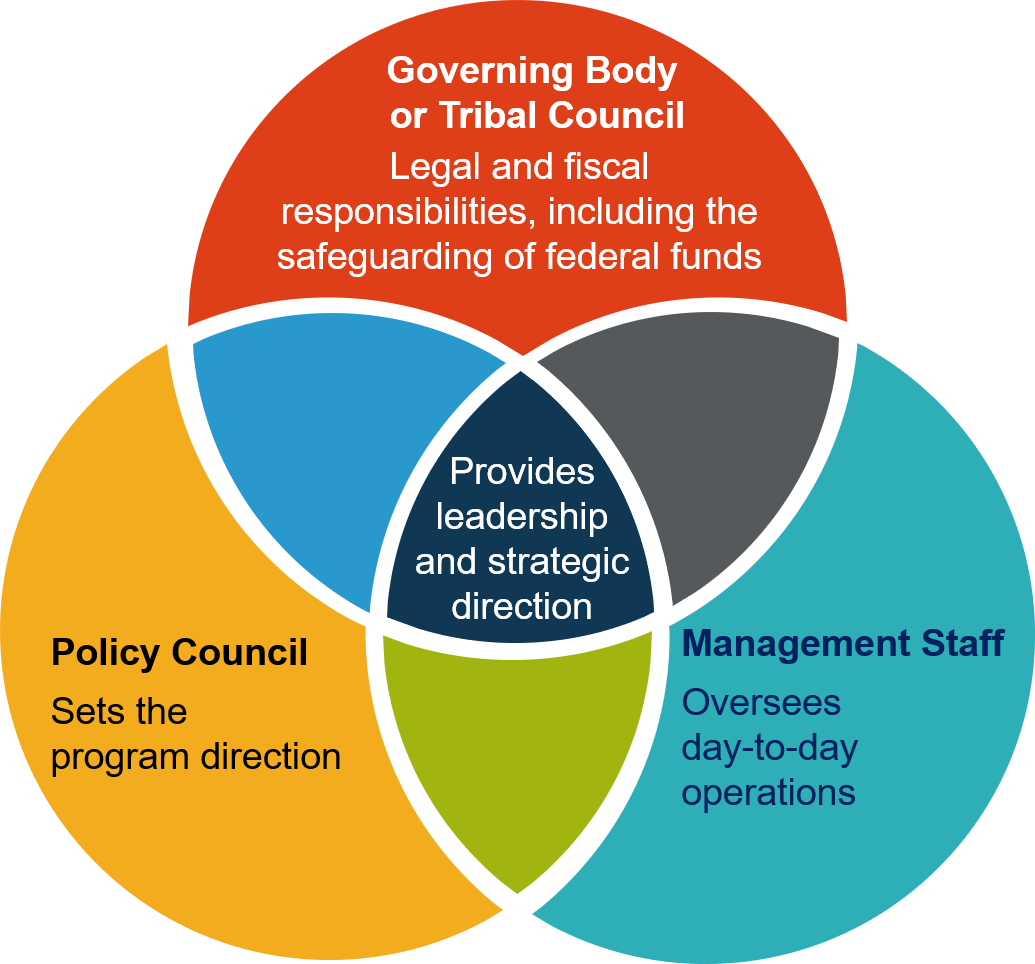 Governing Body
or Tribal Council
Legal and fiscal
responsibilities, including the
safeguarding of federal funds
Provides
leadership
and strategic
direction
Policy Council
Sets the
program direction
Management Staff
Oversees
day-to-day
operations